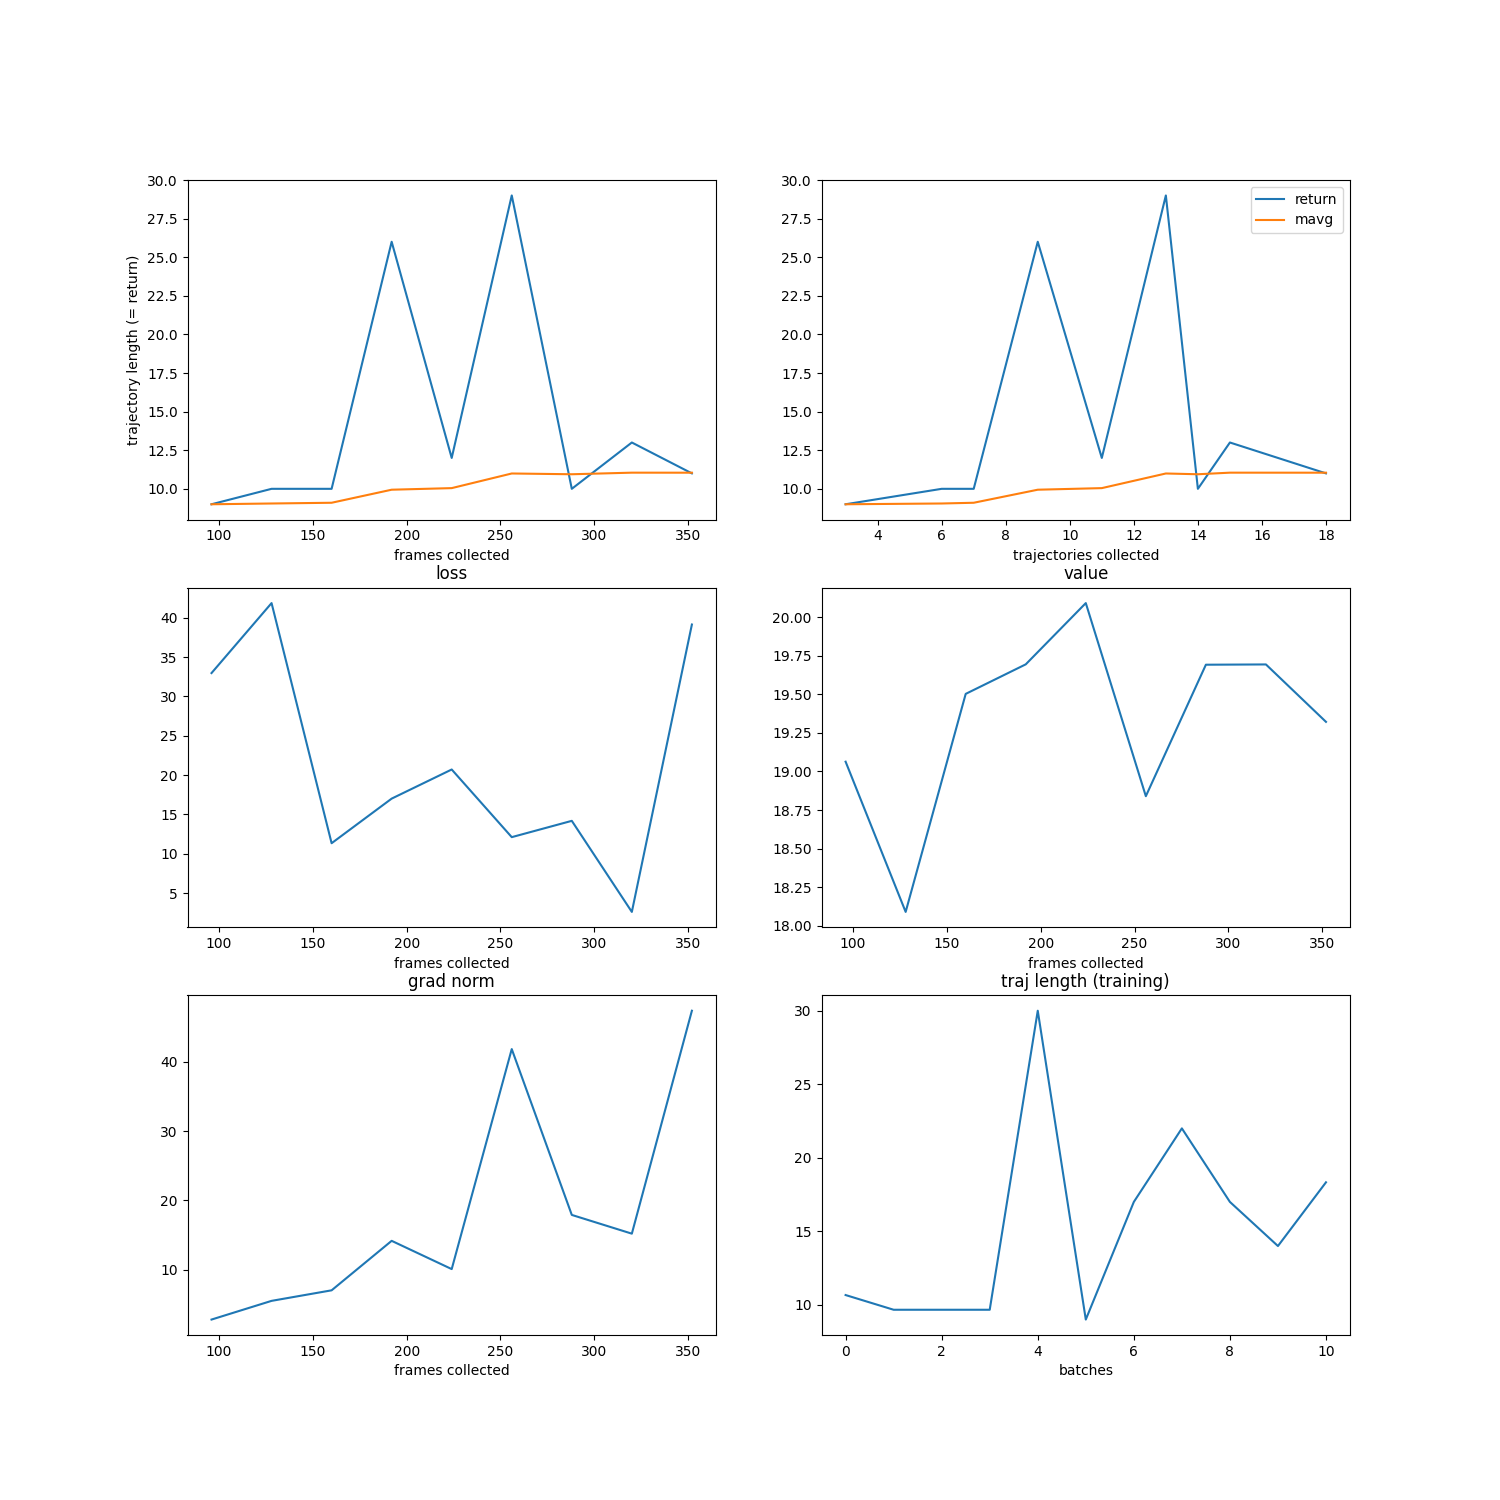 30.0
27.5
25.0
22.5
20.0
17.5
15.0
12.5
10.0
trajectory length (= return)
100 150 200 250 300 350
frames collected
30.0
27.5
25.0
22.5
20.0
17.5
15.0
12.5
10.0
return
mavg
4 6 8 10 12 14 16 18
trajectories collected
loss
40
35
30
25
20
15
10
5
100 150 200 250 300 350
frames collected
value
20.00
19.75
19.50
19.25
19.00
18.75
18.50
18.25
18.00
100 150 200 250 300 350
frames collected
grad norm
40
30
20
10
100 150 200 250 300 350
frames collected
traj length (training)
30
25
20
15
10
0 2 4 6 8 10
batches